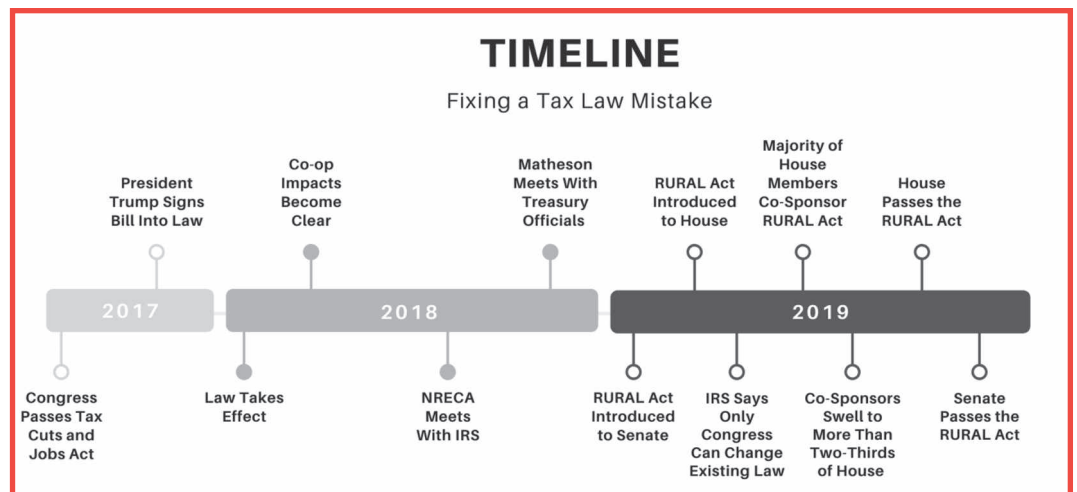 TIMELINE
Fixing a Tax Law Mistake
President
Trump Signs
Bill Into Law
Co-op
Impacts
Become
Clear
Matheson
Meets With
Treasury
Officials
RURAL Act
Introduced
to House
Majority of
House
Members
Co-Sponsor
RURAL Act
House
Passes the
RURAL Act
2017
2018
2019
Congress
Passes Tax
Cuts and
Jobs Act
Law Takes
Effect
NRECA
Meets
With IRS
RURAL Act
Introduced
to Senate
IRS Says
Only
Congress
Can Change
Existing Law
Co-Sponsors
Swell to
More Than
Two-Thirds
of House
Senate
Passes the
RURAL Act